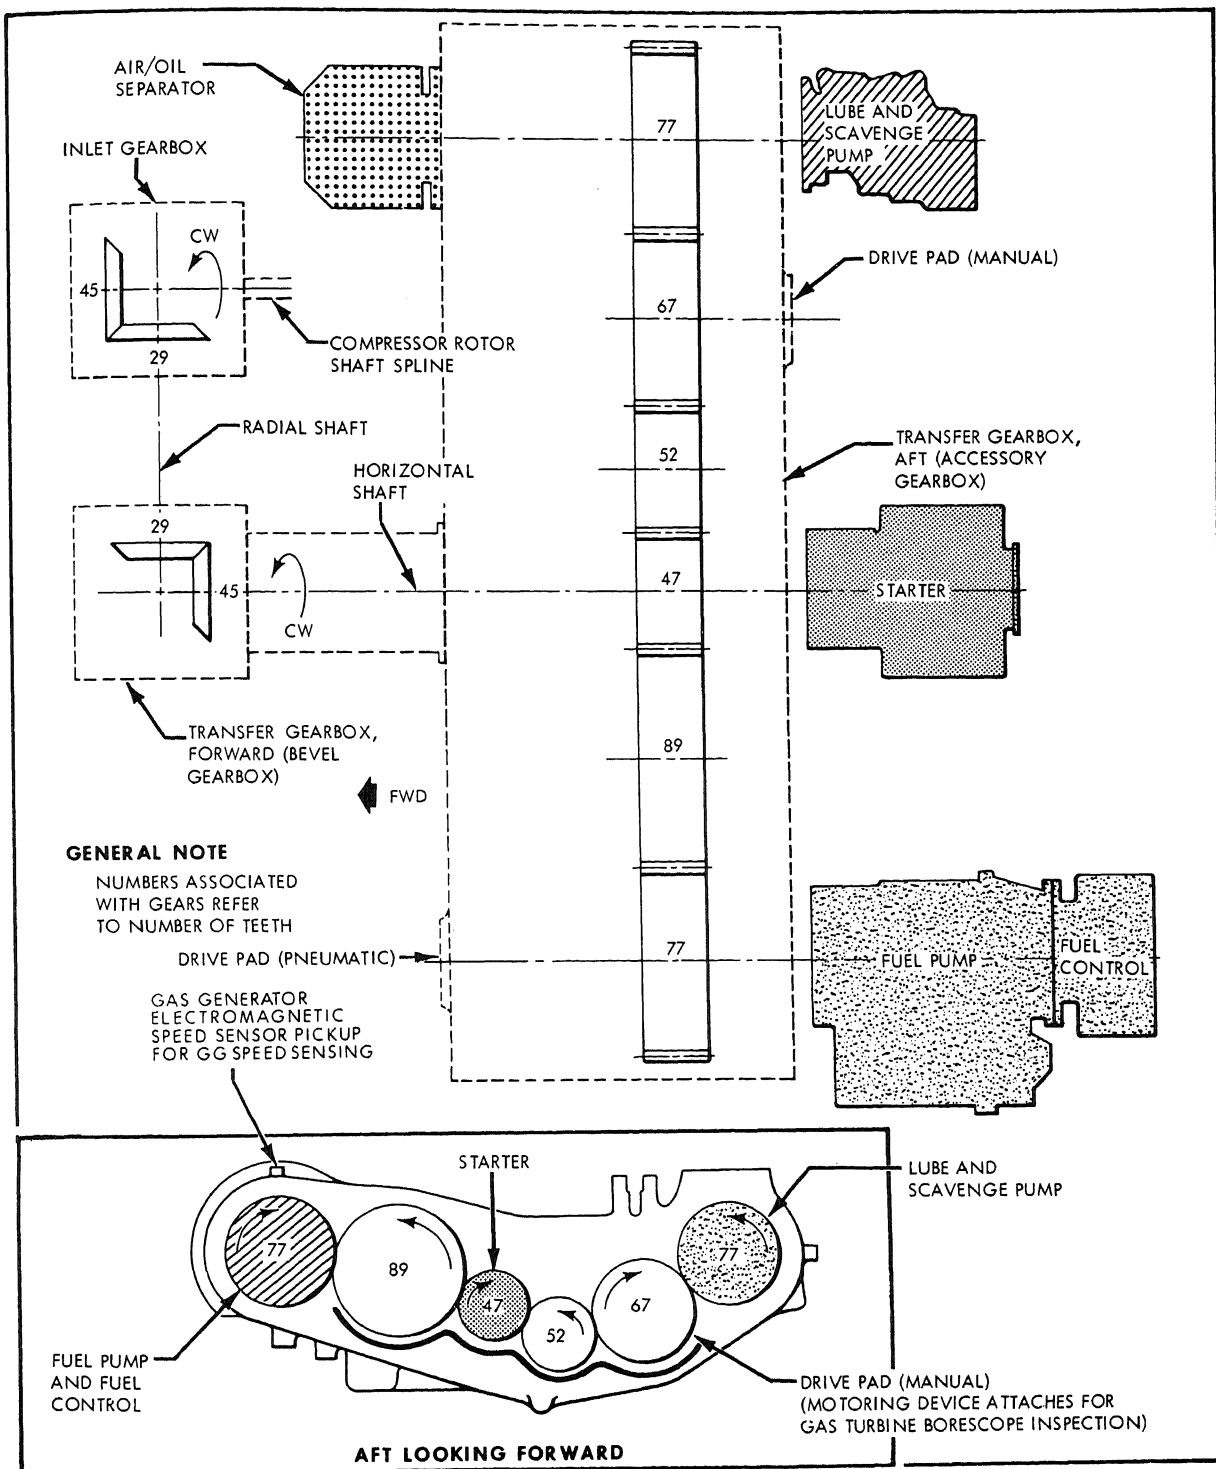 AIR/OIL
SEPARATOR
INLET GEARBOX
CW
45
29
COMPRESSOR ROTOR
SHAFT SPLINE
77
LUBE AND
SCAVENGE
PUMP
67
DRIVE PAD (MANUAL)
RADIAL SHAFT
HORIZONTAL
SHAFT
52
TRANSFER GEARBOX,
AFT (ACCESSORY
GEARBOX)
29
45
CW
47
STARTER
TRANSFER GEARBOX,
FORWARD (BEVEL
GEARBOX)
89
FWD
GENERAL NOTE
NUMBERS ASSOCIATED
WITH GEARS REFER
TO NUMBER OF TEETH
DRIVE PAD (PNEUMATIC)
77
FUEL PUMP
FUEL
CONTROL
GAS GENERATOR
ELECTROMAGNETIC
SPEED SENSOR PICKUP
FOR GG SPEED SENSING
STARTER
LUBE AND
SCAVENGE PUMP
77
89
47
52
67
77
FUEL PUMP
AND FUEL
CONTROL
DRIVE PAD (MANUAL)
(MOTORING DEVICE ATTACHES FOR
GAS TURBINE BORESCOPE INSPECTION)
AFT LOOKING FORWARD